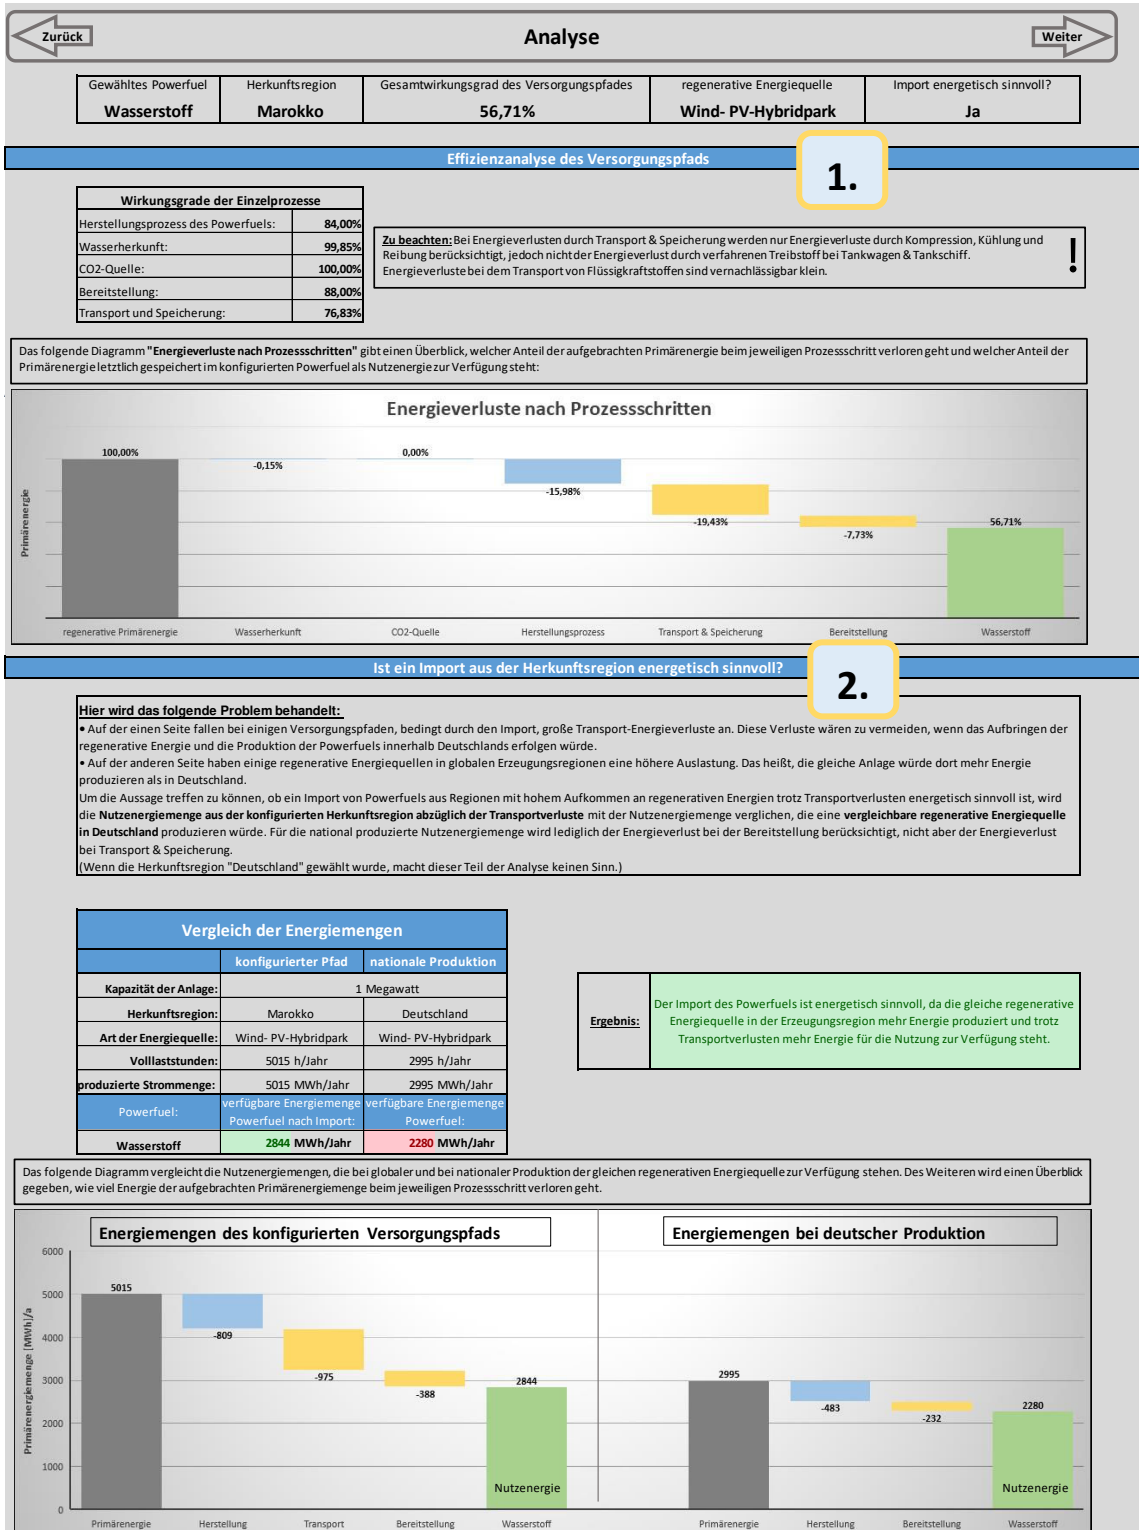 Zurück
Analyse
Weiter
Gewähltes Powerfuel
Herkunftsregion
Gesamtwirkungsgrad des Versorgungspfades
regenerative Energiequelle
Import energetisch sinnvoll?
Wasserstoff
Marokko
56,71%
Wind- PV-Hybridpark
Ja
Effizienzanalyse des Versorgungspfads
1.
Wirkungsgrade der Einzelprozesse
Herstellungsprozess des Powerfuels: 84,00%
Wasserherkunft: 99,85%
CO2-Quelle: 100,00%
Bereitstellung: 88,00%
Transport und Speicherung: 76,83%
Zu beachten: Bei Energieverlusten durch Transport & Speicherung werden nur Energieverluste durch Kompression, Kühlung und
Reibung berücksichtigt, jedoch nicht der Energieverlust durch verfahrenen Treibstoff bei Tankwagen & Tankschiff.
Energieverluste bei dem Transport von Flüssigkraftstoffen sind vernachlässigbar klein.
!
Das folgende Diagramm "Energieverluste nach Prozessschritten" gibt einen Überblick, welcher Anteil der aufgebrachten Primärenergie beim jeweiligen Prozessschritt verloren geht und welcher Anteil der
Primärenergie letztlich gespeichert im konfigurierten Powerfuel als Nutzenergie zur Verfügung steht:
Energieverluste nach Prozessschritten
Primärenergie
100,00%
-0,15%
0,00%
-15,98%
-19,43%
-7,73%
56,71%
regenerative Primärenergie
Wasserherkunft
CO2-Quelle
Herstellungsprozess
Transport & Speicherung
Bereitstellung
Wasserstoff
Ist ein Import aus der Herkunftsregion energetisch sinnvoll?
2.
Hier wird das folgende Problem behandelt:
• Auf der einen Seite fallen bei einigen Versorgungspfaden, bedingt durch den Import, große Transport-Energieverluste an. Diese Verluste wären zu vermeiden, wenn das Aufbringen der
regenerative Energie und die Produktion der Powerfuels innerhalb Deutschlands erfolgen würde.
• Auf der anderen Seite haben einige regenerative Energiequellen in globalen Erzeugungsregionen eine höhere Auslastung. Das heißt, die gleiche Anlage würde dort mehr Energie
produzieren als in Deutschland.
Um die Aussage treffen zu können, ob ein Import von Powerfuels aus Regionen mit hohem Aufkommen an regenerativen Energien trotz Transportverlusten energetisch sinnvoll ist, wird
die Nutzenergiemenge aus der konfigurierten Herkunftsregion abzüglich der Transportverluste mit der Nutzenergiemenge verglichen, die eine vergleichbare regenerative Energiequelle
in Deutschland produzieren würde. Für die national produzierte Nutzenergiemenge wird lediglich der Energieverlust bei der Bereitstellung berücksichtigt, nicht aber der Energieverlust
bei Transport & Speicherung.
(Wenn die Herkunftsregion "Deutschland" gewählt wurde, macht dieser Teil der Analyse keinen Sinn.)
Vergleich der Energiemengen
konfigurierter Pfad nationale Produktion
Kapazität der Anlage: 1 Megawatt
Herkunftsregion: Marokko Deutschland
Art der Energiequelle: Wind- PV-Hybridpark Wind- PV-Hybridpark
Volllaststunden: 5015 h/Jahr 2995 h/Jahr
produzierte Strommenge: 5015 MWh/Jahr 2995 MWh/Jahr
Powerfuel:
verfügbare Energiemenge
Powerfuel nach Import:
verfügbare Energiemenge
Powerfuel:
Wasserstoff 2844 MWh/Jahr 2280 MWh/Jahr
Ergebnis:
Der Import des Powerfuels ist energetisch sinnvoll, da die gleiche regenerative
Energiequelle in der Erzeugungsregion mehr Energie produziert und trotz
Transportverlusten mehr Energie für die Nutzung zur Verfügung steht.
Das folgende Diagramm vergleicht die Nutzenergiemengen, die bei globaler und bei nationaler Produktion der gleichen regenerativen Energiequelle zur Verfügung stehen. Des Weiteren wird einen Überblick
gegeben, wie viel Energie der aufgebrachten Primärenergiemenge beim jeweiligen Prozessschritt verloren geht.
Energiemengen des konfigurierten Versorgungspfads
Energiemengen bei deutscher Produktion
Primärenergiemenge [MWh]/a
6000
5000
4000
3000
2000
1000
0
5015
-809
-975
-388
2844
Nutzenergie
2995
-483
-232
2280
Nutzenergie
Primärenergie
Herstellung
Transport
Bereitstellung
Wasserstoff
Primärenergie
Herstellung
Bereitstellung
Wasserstoff